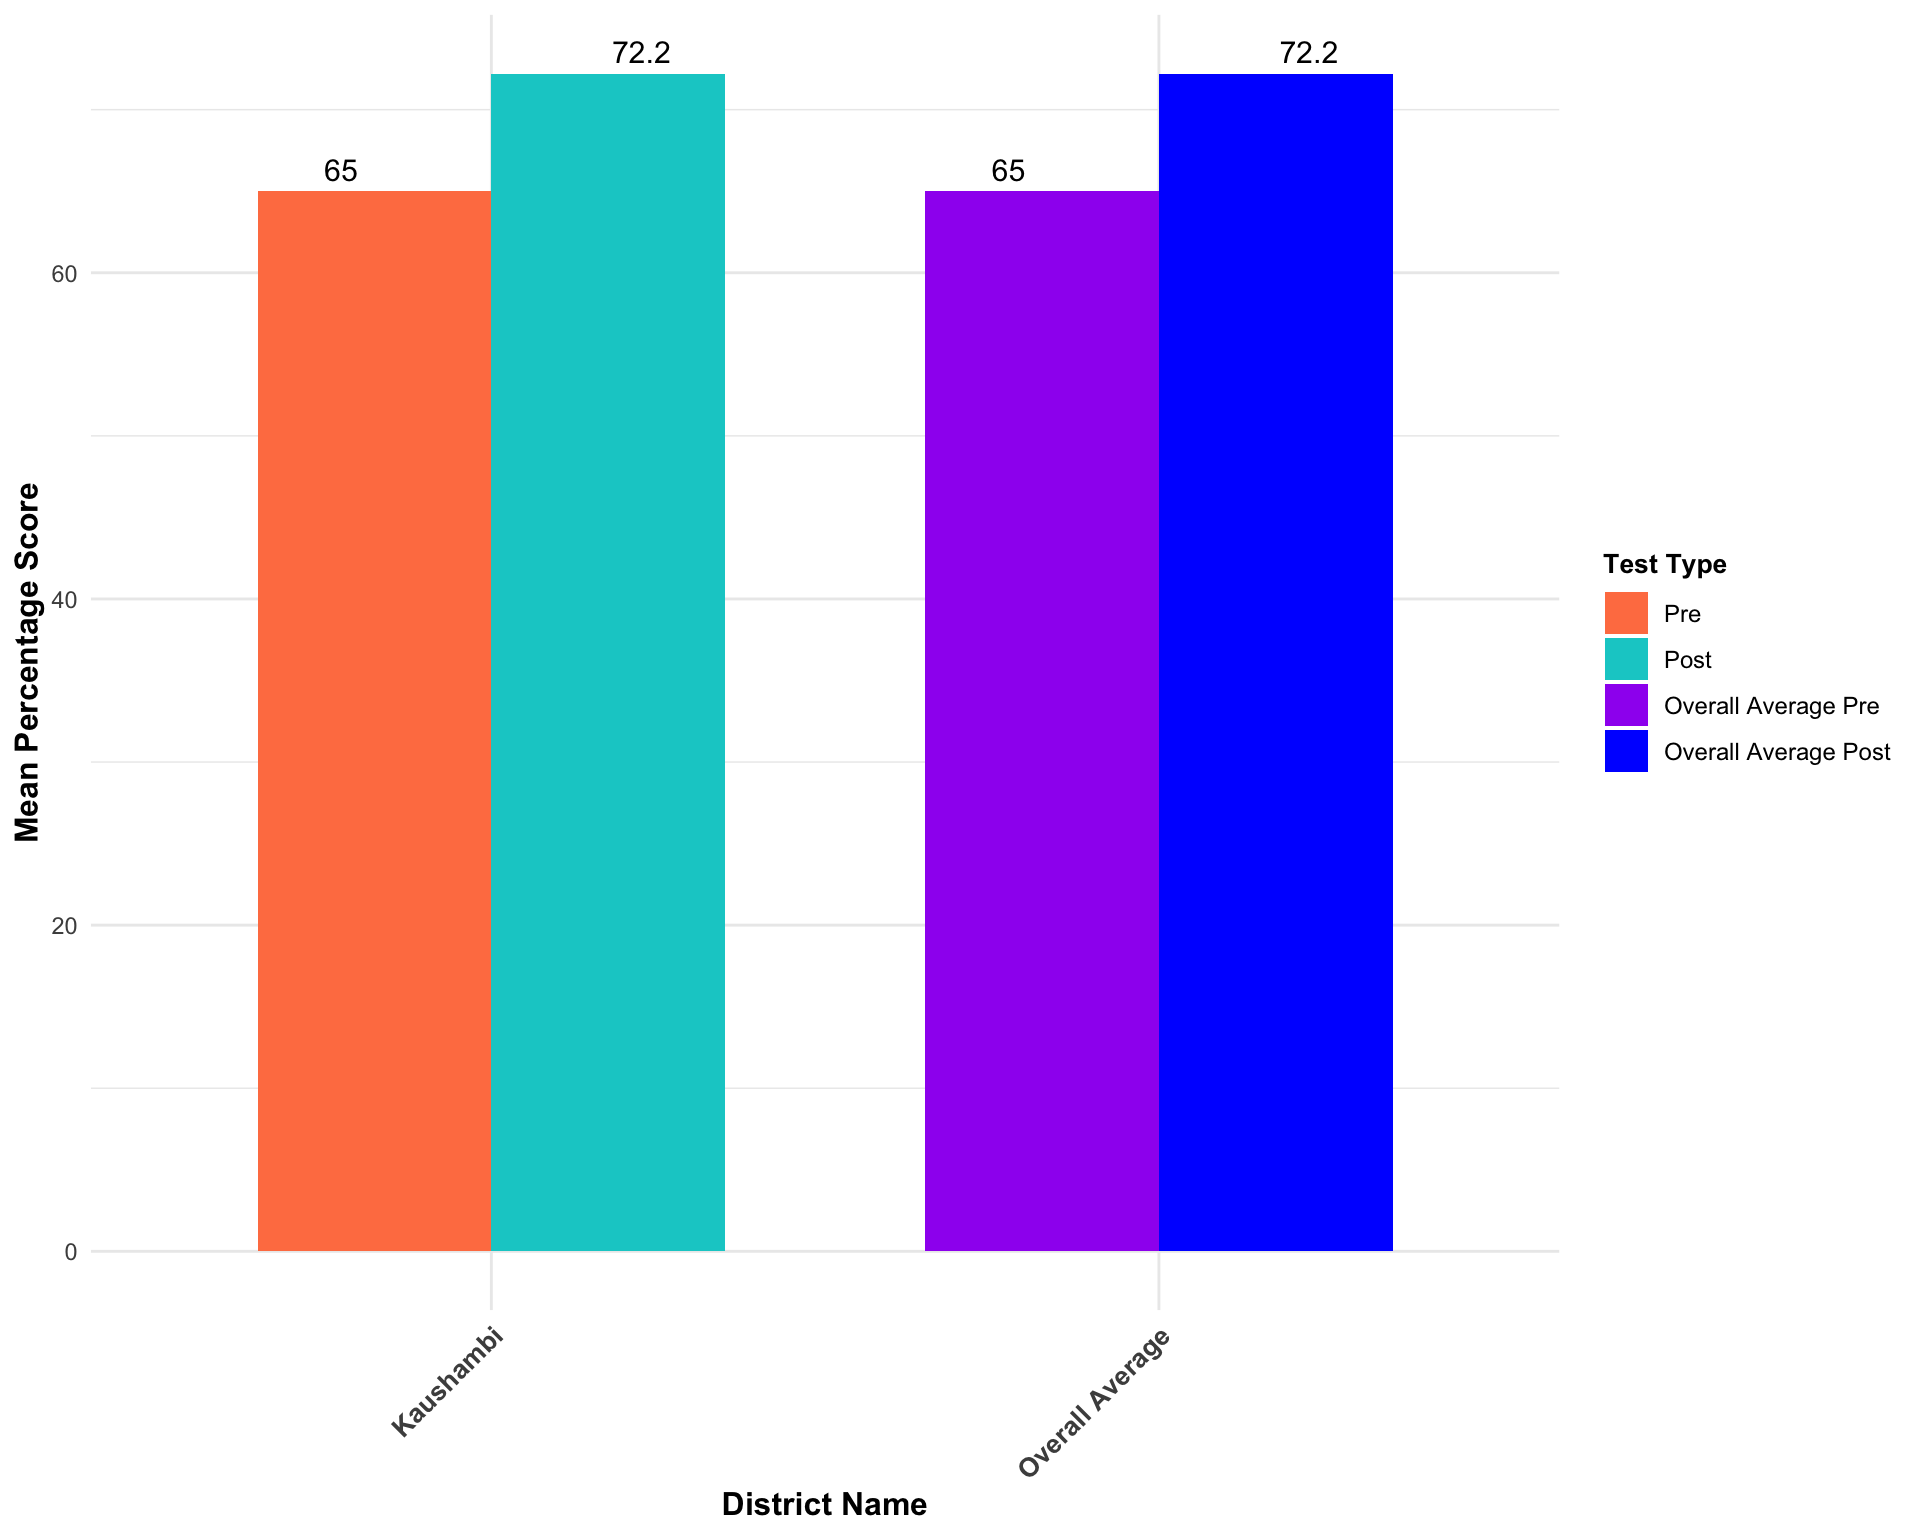 72.2
72.2
65
65
60
40
20
0
Mean Percentage Score
Kaushambi
Overall Average
District Name
Test Type
Pre
Post
Overall Average Pre
Overall Average Post